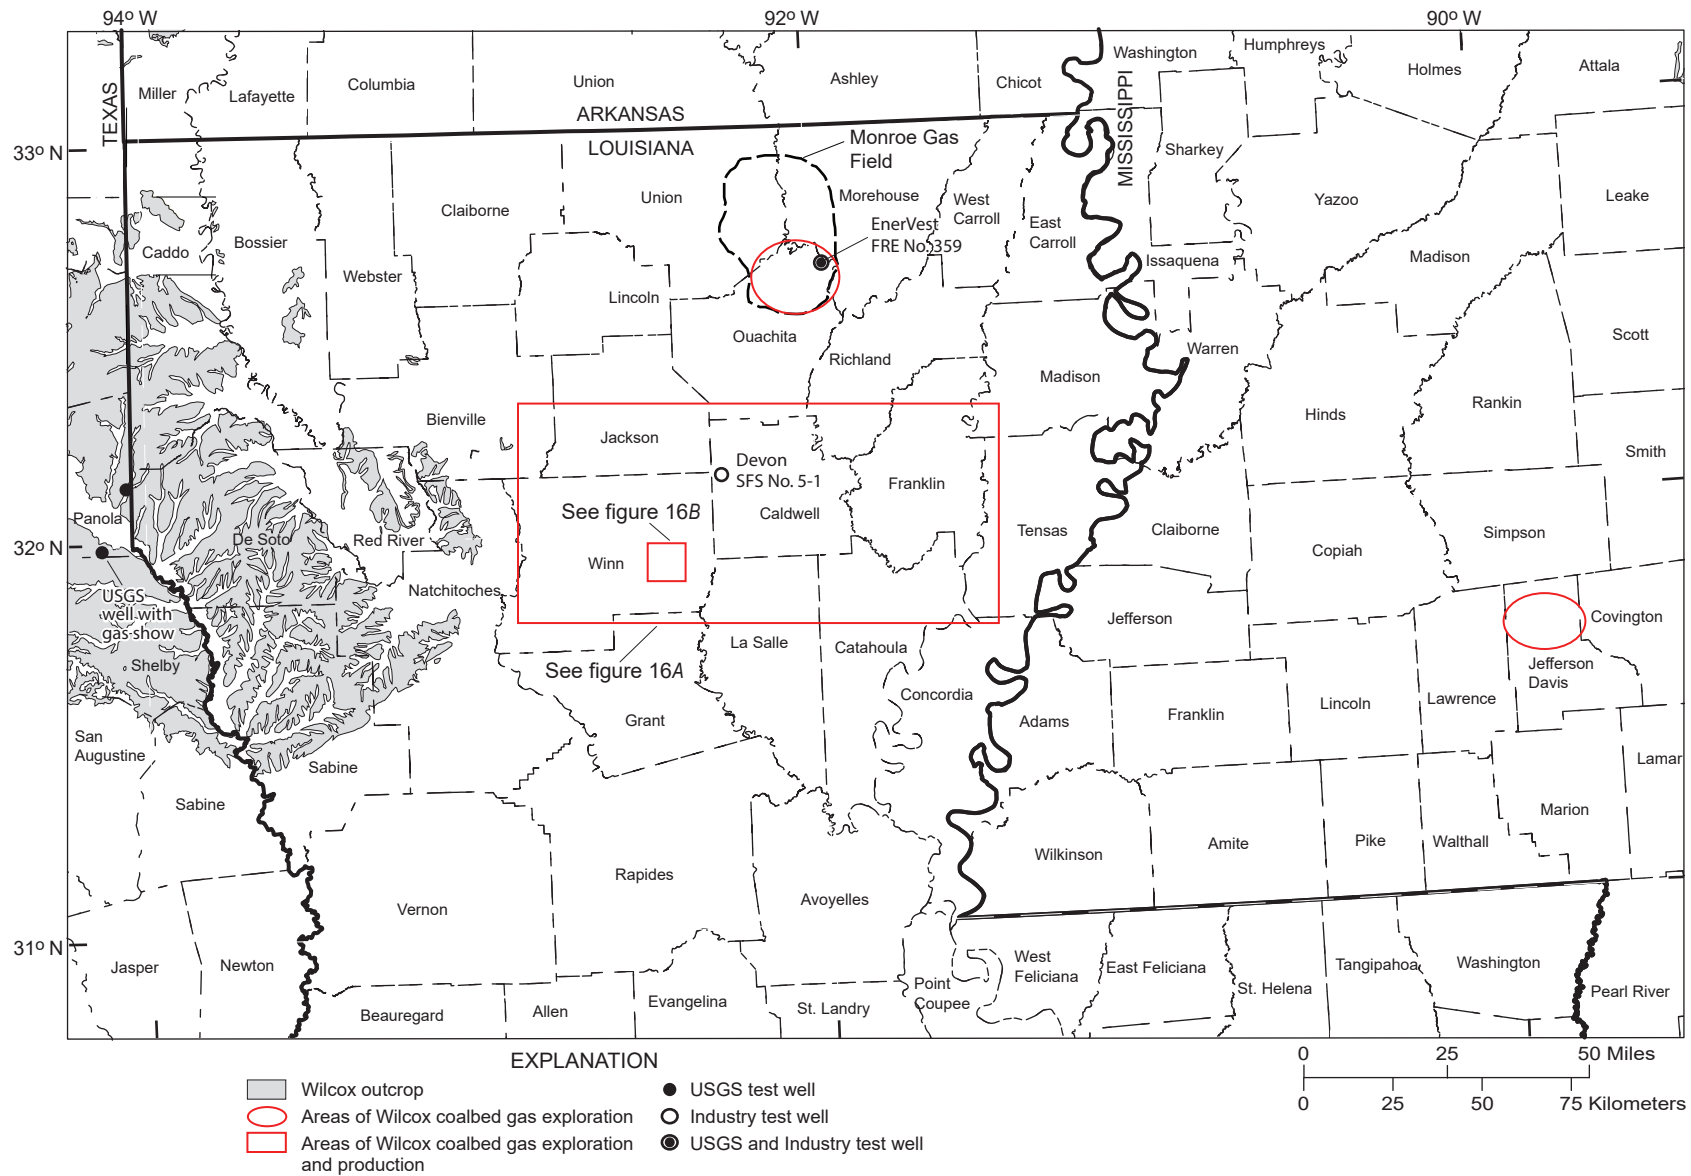 94º W
92º W
90º W
Washington
Humphreys
Holmes
Attala
Miller
Lafayette
Columbia
Union
Ashley
Chicot
TEXAS
ARKANSAS
LOUISIANA
MISSISSIPPI
33º N
Monroe Gas
Field
Sharkey
Union
Morehouse
West
Carroll
East
Carroll
Yazoo
Leake
Claiborne
Caddo
Bossier
Webster
EnerVest
FRE No.359
Issaquena
Madison
Lincoln
Ouachita
Richland
Madison
Warren
Scott
Hinds
Rankin
Bienville
Jackson
Smith
Devon
SFS No. 5-1
Franklin
See figure 16B
Caldwell
Tensas
Claiborne
Simpson
Panola
De Soto
Red River
32º N
Winn
Copiah
Natchitoches
USGS
well with
gas show
Jefferson
Covington
La Salle
Catahoula
Shelby
See figure 16A
Jefferson
Davis
Concordia
Lawrence
Lincoln
Grant
Adams
Franklin
San
Augustine
Sabine
Lamar
Sabine
Marion
Wilkinson
Amite
Pike
Walthall
Rapides
Avoyelles
Vernon
31º N
Jasper
Newton
West
Feliciana
East Feliciana
Tangipahoa
Washington
Point
Coupee
St. Helena
Pearl River
Beauregard
Allen
Evangelina
St. Landry
EXPLANATION
Wilcox outcrop
Areas of Wilcox coalbed gas exploration
Areas of Wilcox coalbed gas exploration
and production
USGS test well
Industry test well
USGS and Industry test well
0 25 50 Miles
0 25 50 75 Kilometers